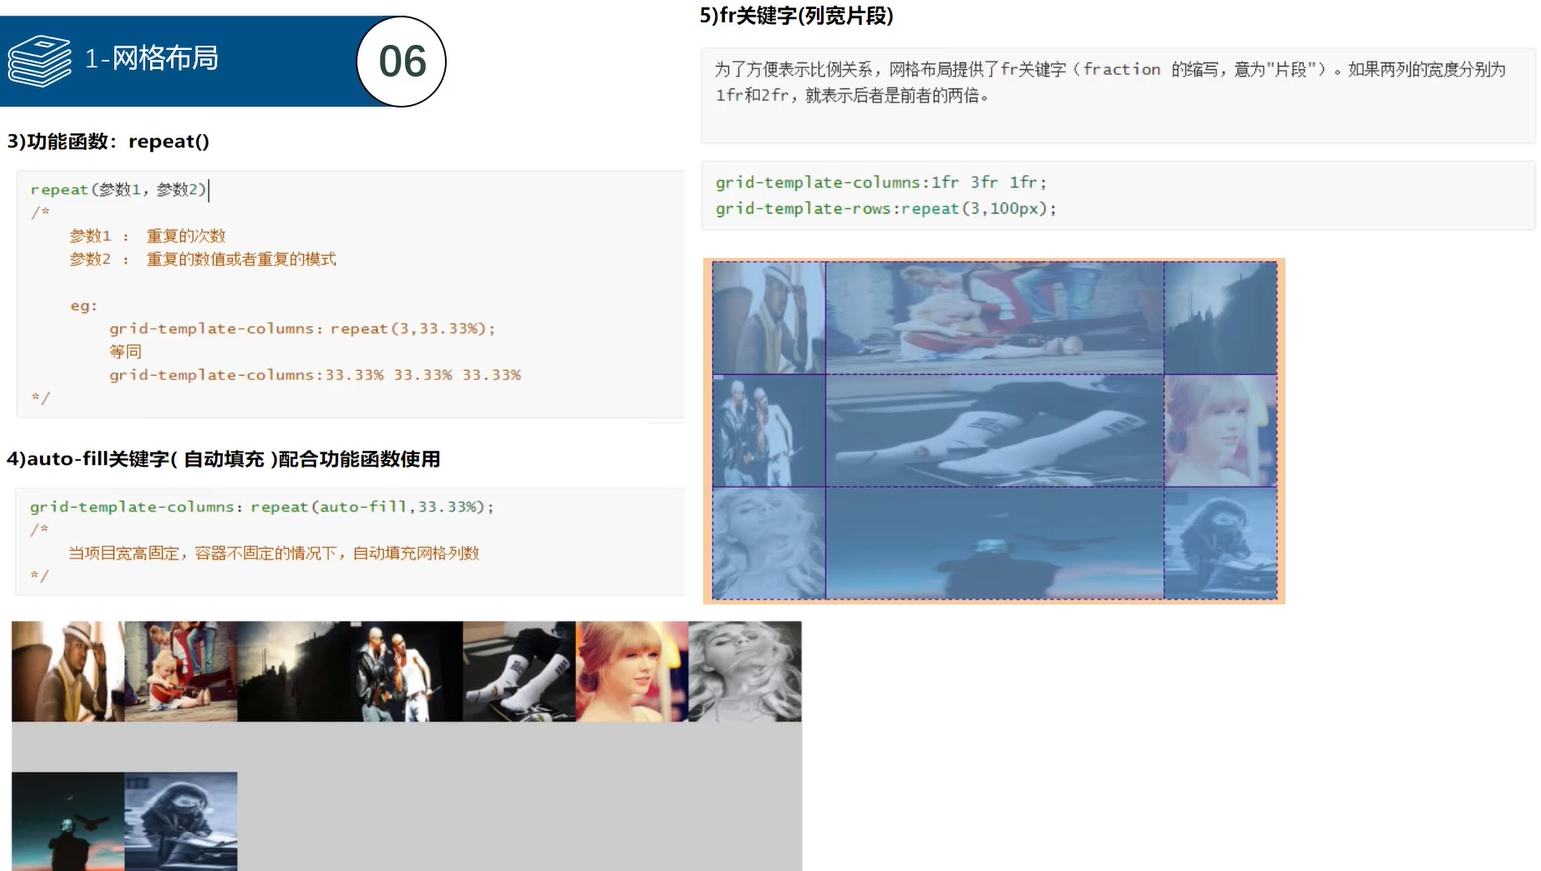 1-网格布局
06
3)功能函数：repeat()
repeat(参数1，参数2)
/*
参数1 ： 重复的次数
参数2 ： 重复的数值或者重复的模式
eg:
grid-template-columns：repeat(3,33.33%);
等同
grid-template-columns:33.33% 33.33% 33.33%
*/
4)auto-fill关键字( 自动填充 )配合功能函数使用
grid-template-columns：repeat(auto-fill,33.33%);
/*
当项目宽高固定，容器不固定的情况下，自动填充网格列数
*/
5)fr关键字(列宽片段)
为了方便表示比例关系，网格布局提供了fr关键字（fraction 的缩写，意为"片段"）。如果两列的宽度分别为
1fr和2fr，就表示后者是前者的两倍。
grid-template-columns:1fr 3fr 1fr;
grid-template-rows:repeat(3,100px);